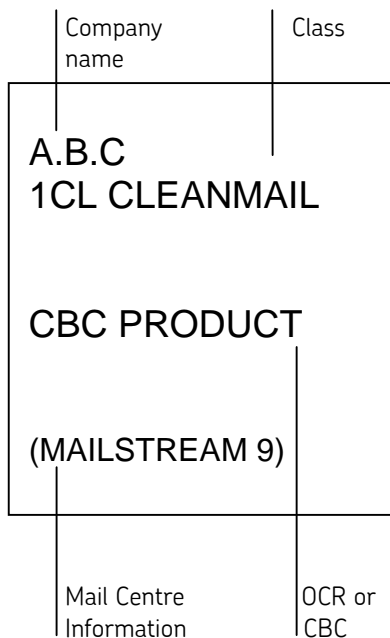 Company
name
Class
A.B.C
1CL CLEANMAIL
CBC PRODUCT
(MAILSTREAM 9)
Mail Centre
Information
OCR or
CBC